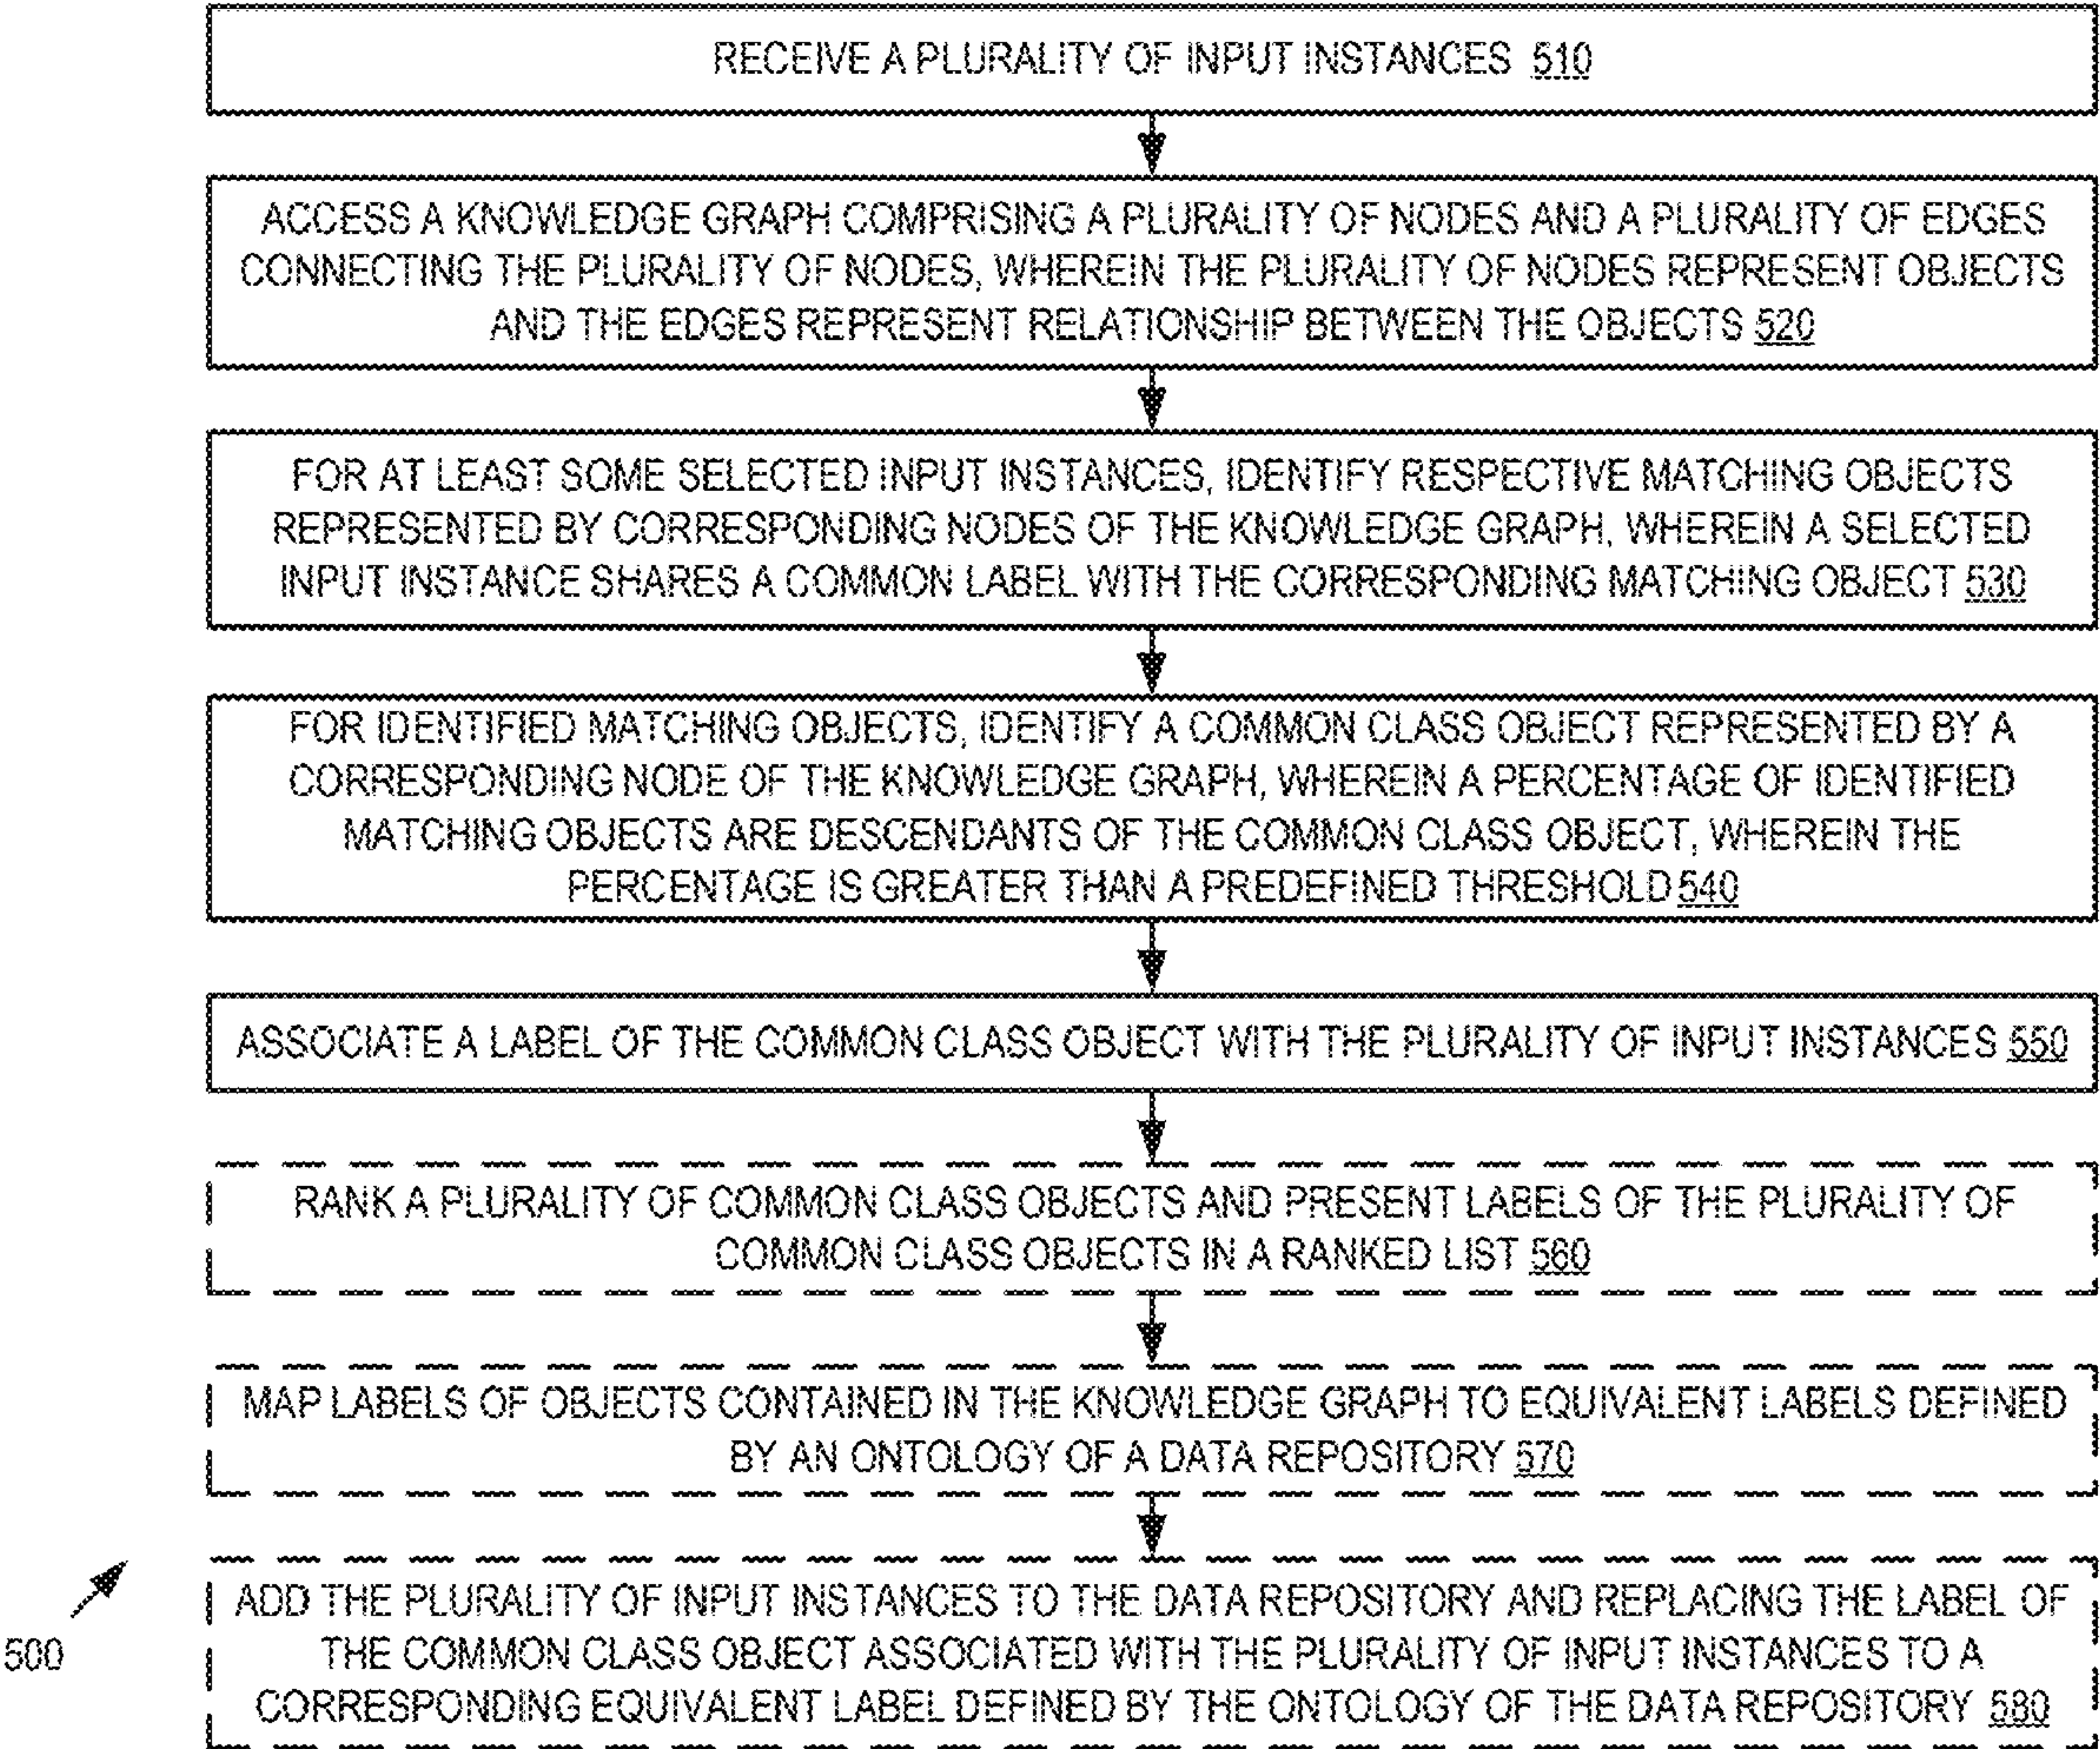 RECEIVE A PLURALITY OF INPUT INSTANCES 510
ACCESS A KNOWLEDGE GRAPH COMPRISING A PLURALITY OF NODES AND A PLURALITY OF EDGES
CONNECTING THE PLURALITY OF NODES, WHEREIN THE PLURALITY OF NODES REPRESENT OBJECTS
AND THE EDGES REPRESENT RELATIONSHIP BETWEEN THE OBJECTS 520
FOR AT LEAST SOME SELECTED INPUT INSTANCES, IDENTIFY RESPECTIVE MATCHING OBJECTS
REPRESENTED BY CORRESPONDING NODES OF THE KNOWLEDGE GRAPH, WHEREIN A SELECTED
INPUT INSTANCE SHARES A COMMON LABEL WITH THE CORRESPONDING MATCHING OBJECT 530
FOR IDENTIFIED MATCHING OBJECTS, IDENTIFY A COMMON CLASS OBJECT REPRESENTED BY A
CORRESPONDING NODE OF THE KNOWLEDGE GRAPH, WHEREIN A PERCENTAGE OF IDENTIFIED
MATCHING OBJECTS ARE DESCENDANTS OF THE COMMON CLASS OBJECT, WHEREIN THE
PERCENTAGE IS GREATER THAN A PREDEFINED THRESHOLD 540
ASSOCIATE A LABEL OF THE COMMON CLASS OBJECT WITH THE PLURALITY OF INPUT INSTANCES 550
RANK A PLURALITY OF COMMON CLASS OBJECTS AND PRESENT LABELS OF THE PLURALITY OF
COMMON CLASS OBJECTS IN A RANKED LIST 560
MAP LABELS OF OBJECTS CONTAINED IN THE KNOWLEDGE GRAPH TO EQUIVALENT LABELS DEFINED
BY AN ONTOLOGY OF A DATA REPOSITORY 570
ADD THE PLURALITY OF INPUT INSTANCES TO THE DATA REPOSITORY AND REPLACING THE LABEL OF
THE COMMON CLASS OBJECT ASSOCIATED WITH THE PLURALITY OF INPUT INSTANCES TO A
CORRESPONDING EQUIVALENT LABEL DEFINED BY THE ONTOLOGY OF THE DATA REPOSITORY 580
500